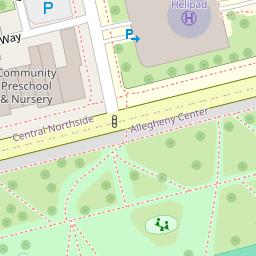 P
Helipad
H
Way
P
Community
Preschool
& Nursery
Central Northside
Allegheny Center